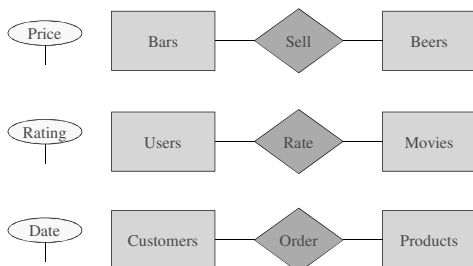 Price Bars Sell Beers
Rating Users Rate Movies
Date Customers Order Products